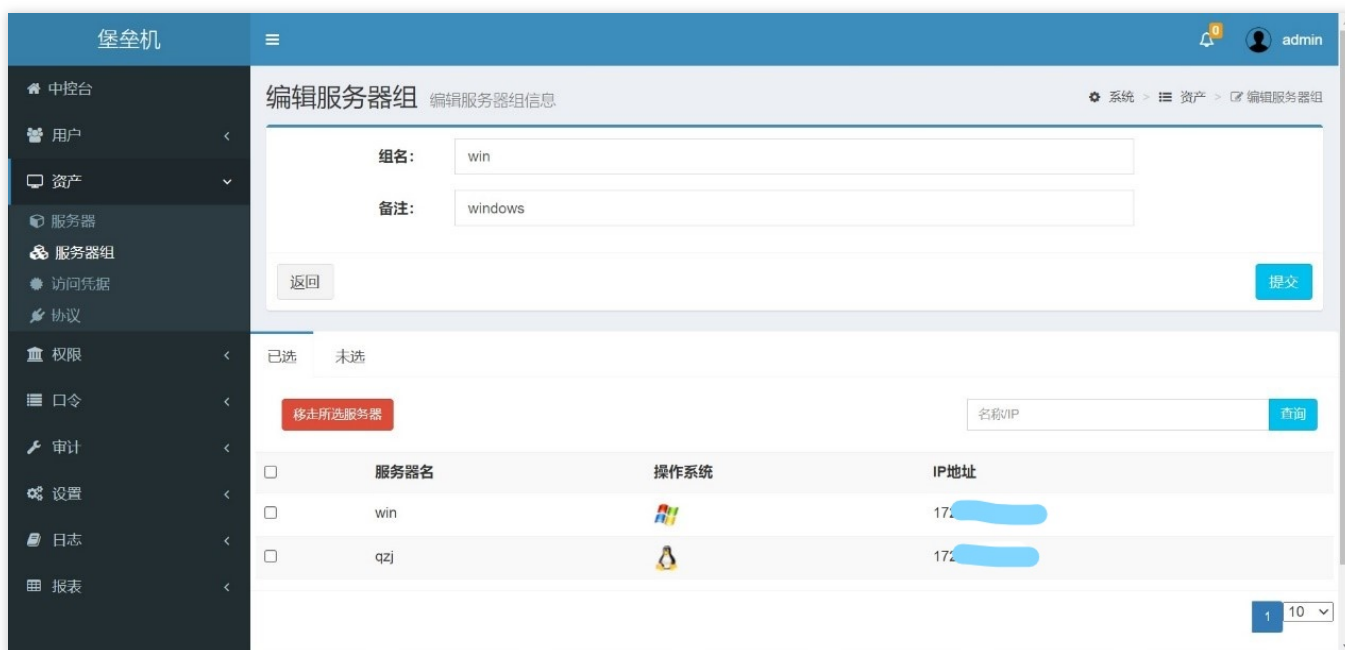 堡垒机
0
admin
中控台
用户
资产
服务器
服务器组
访问凭据
协议
权限
口令
审计
设置
日志
报表
编辑服务器组 编辑服务器组信息
系统 > 资产 > 编辑服务器组
组名: win
备注: windows
返回 提交
已选 未选
移走所选服务器 名称/IP 查询
服务器名 操作系统 IP地址
win 172
qzj 172
1 10